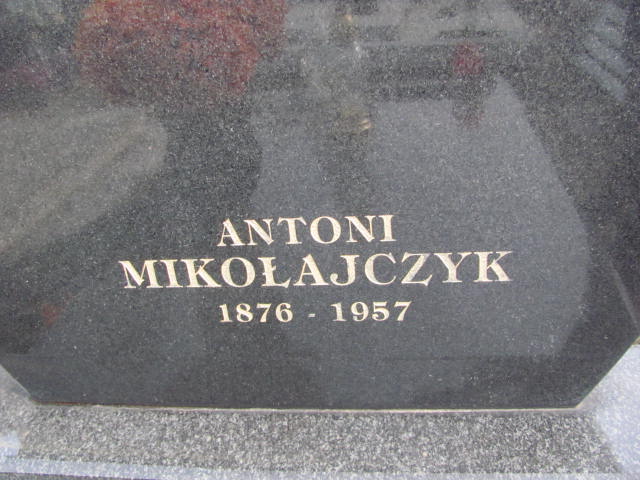 ANTONI
MIKOŁAJCZYK
1876 - 1957